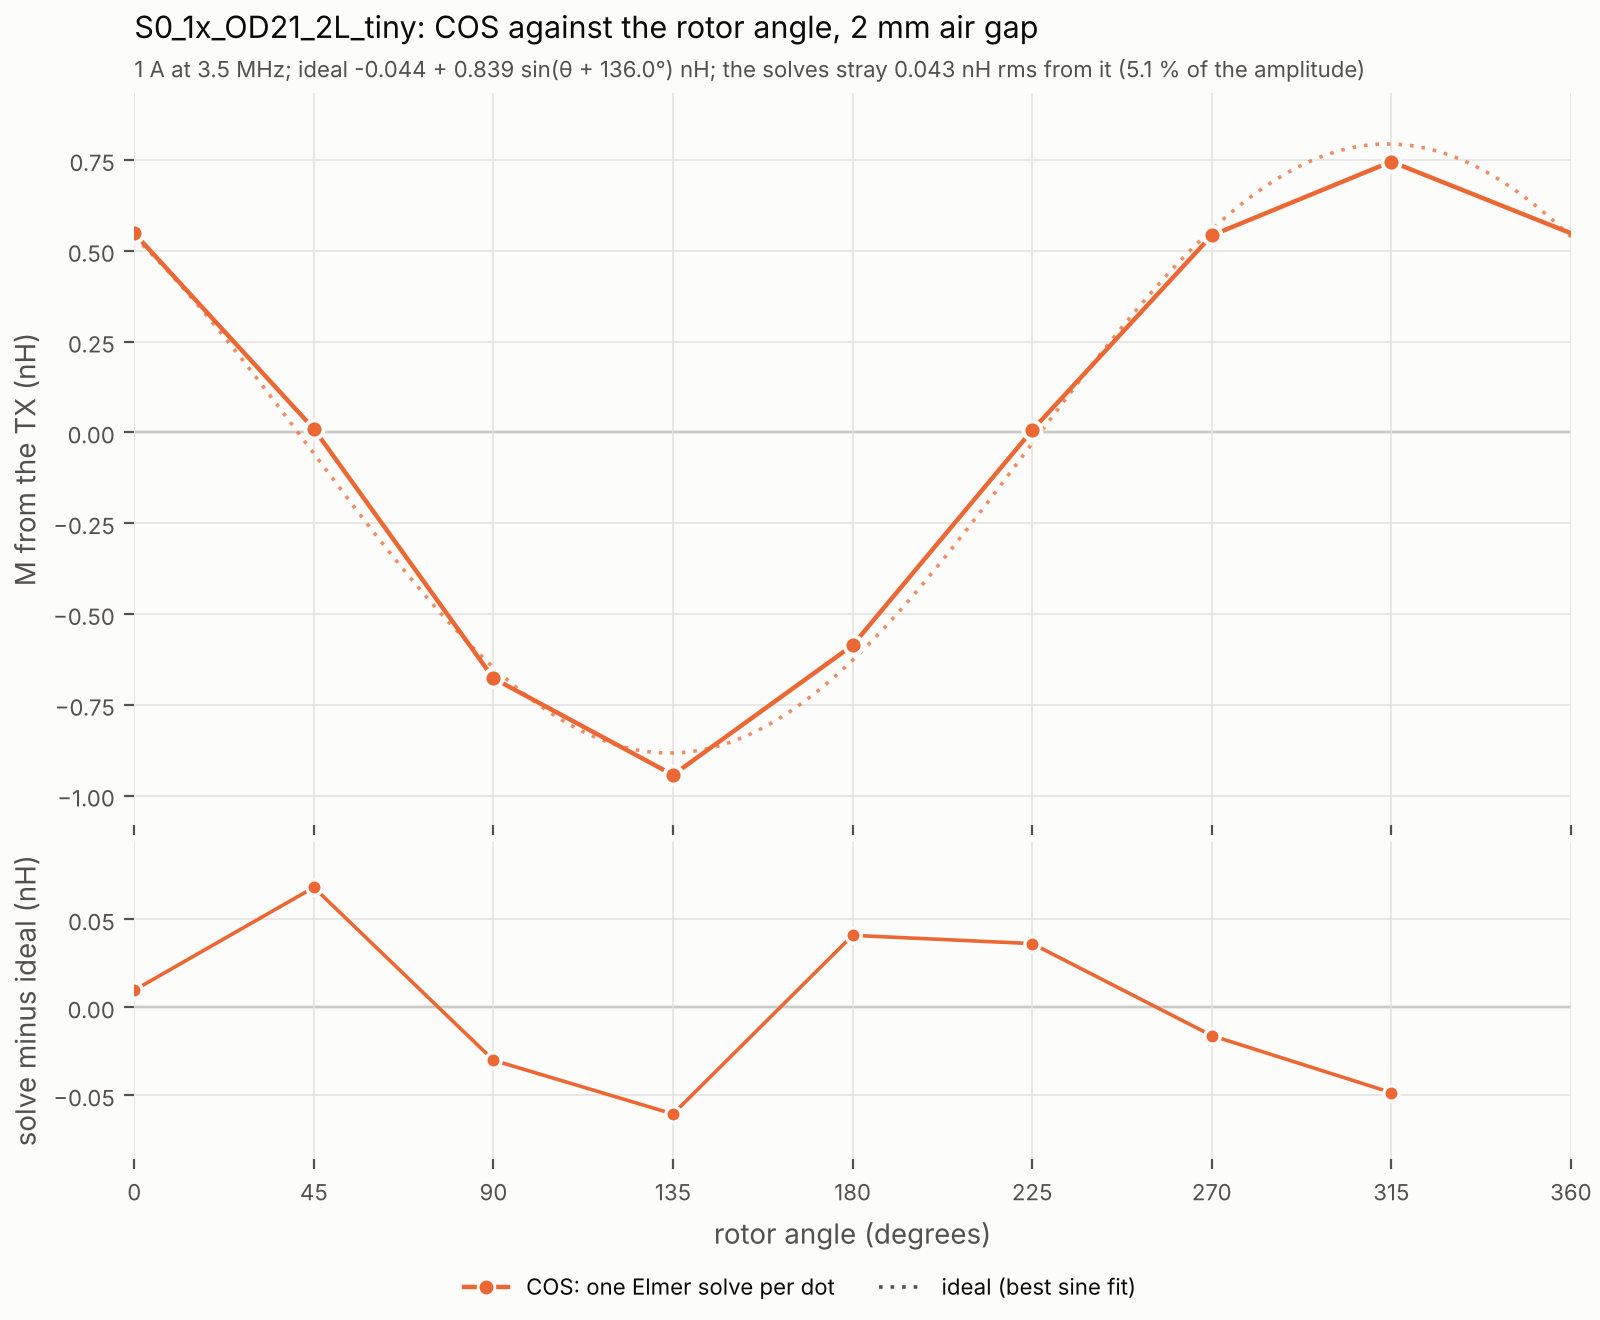 S0_1x_OD21_2L_tiny: COS against the rotor angle, 2 mm air gap
1 A at 3.5 MHz; ideal -0.044 + 0.839 sin(θ + 136.0°) nH; the solves stray 0.043 nH rms from it (5.1 % of the amplitude)
M from the TX (nH)
0.75
0.50
0.25
0.00
−0.25
−0.50
−0.75
−1.00
solve minus ideal (nH)
0.05
0.00
−0.05
0 45 90 135 180 225 270 315 360
rotor angle (degrees)
COS: one Elmer solve per dot ideal (best sine fit)